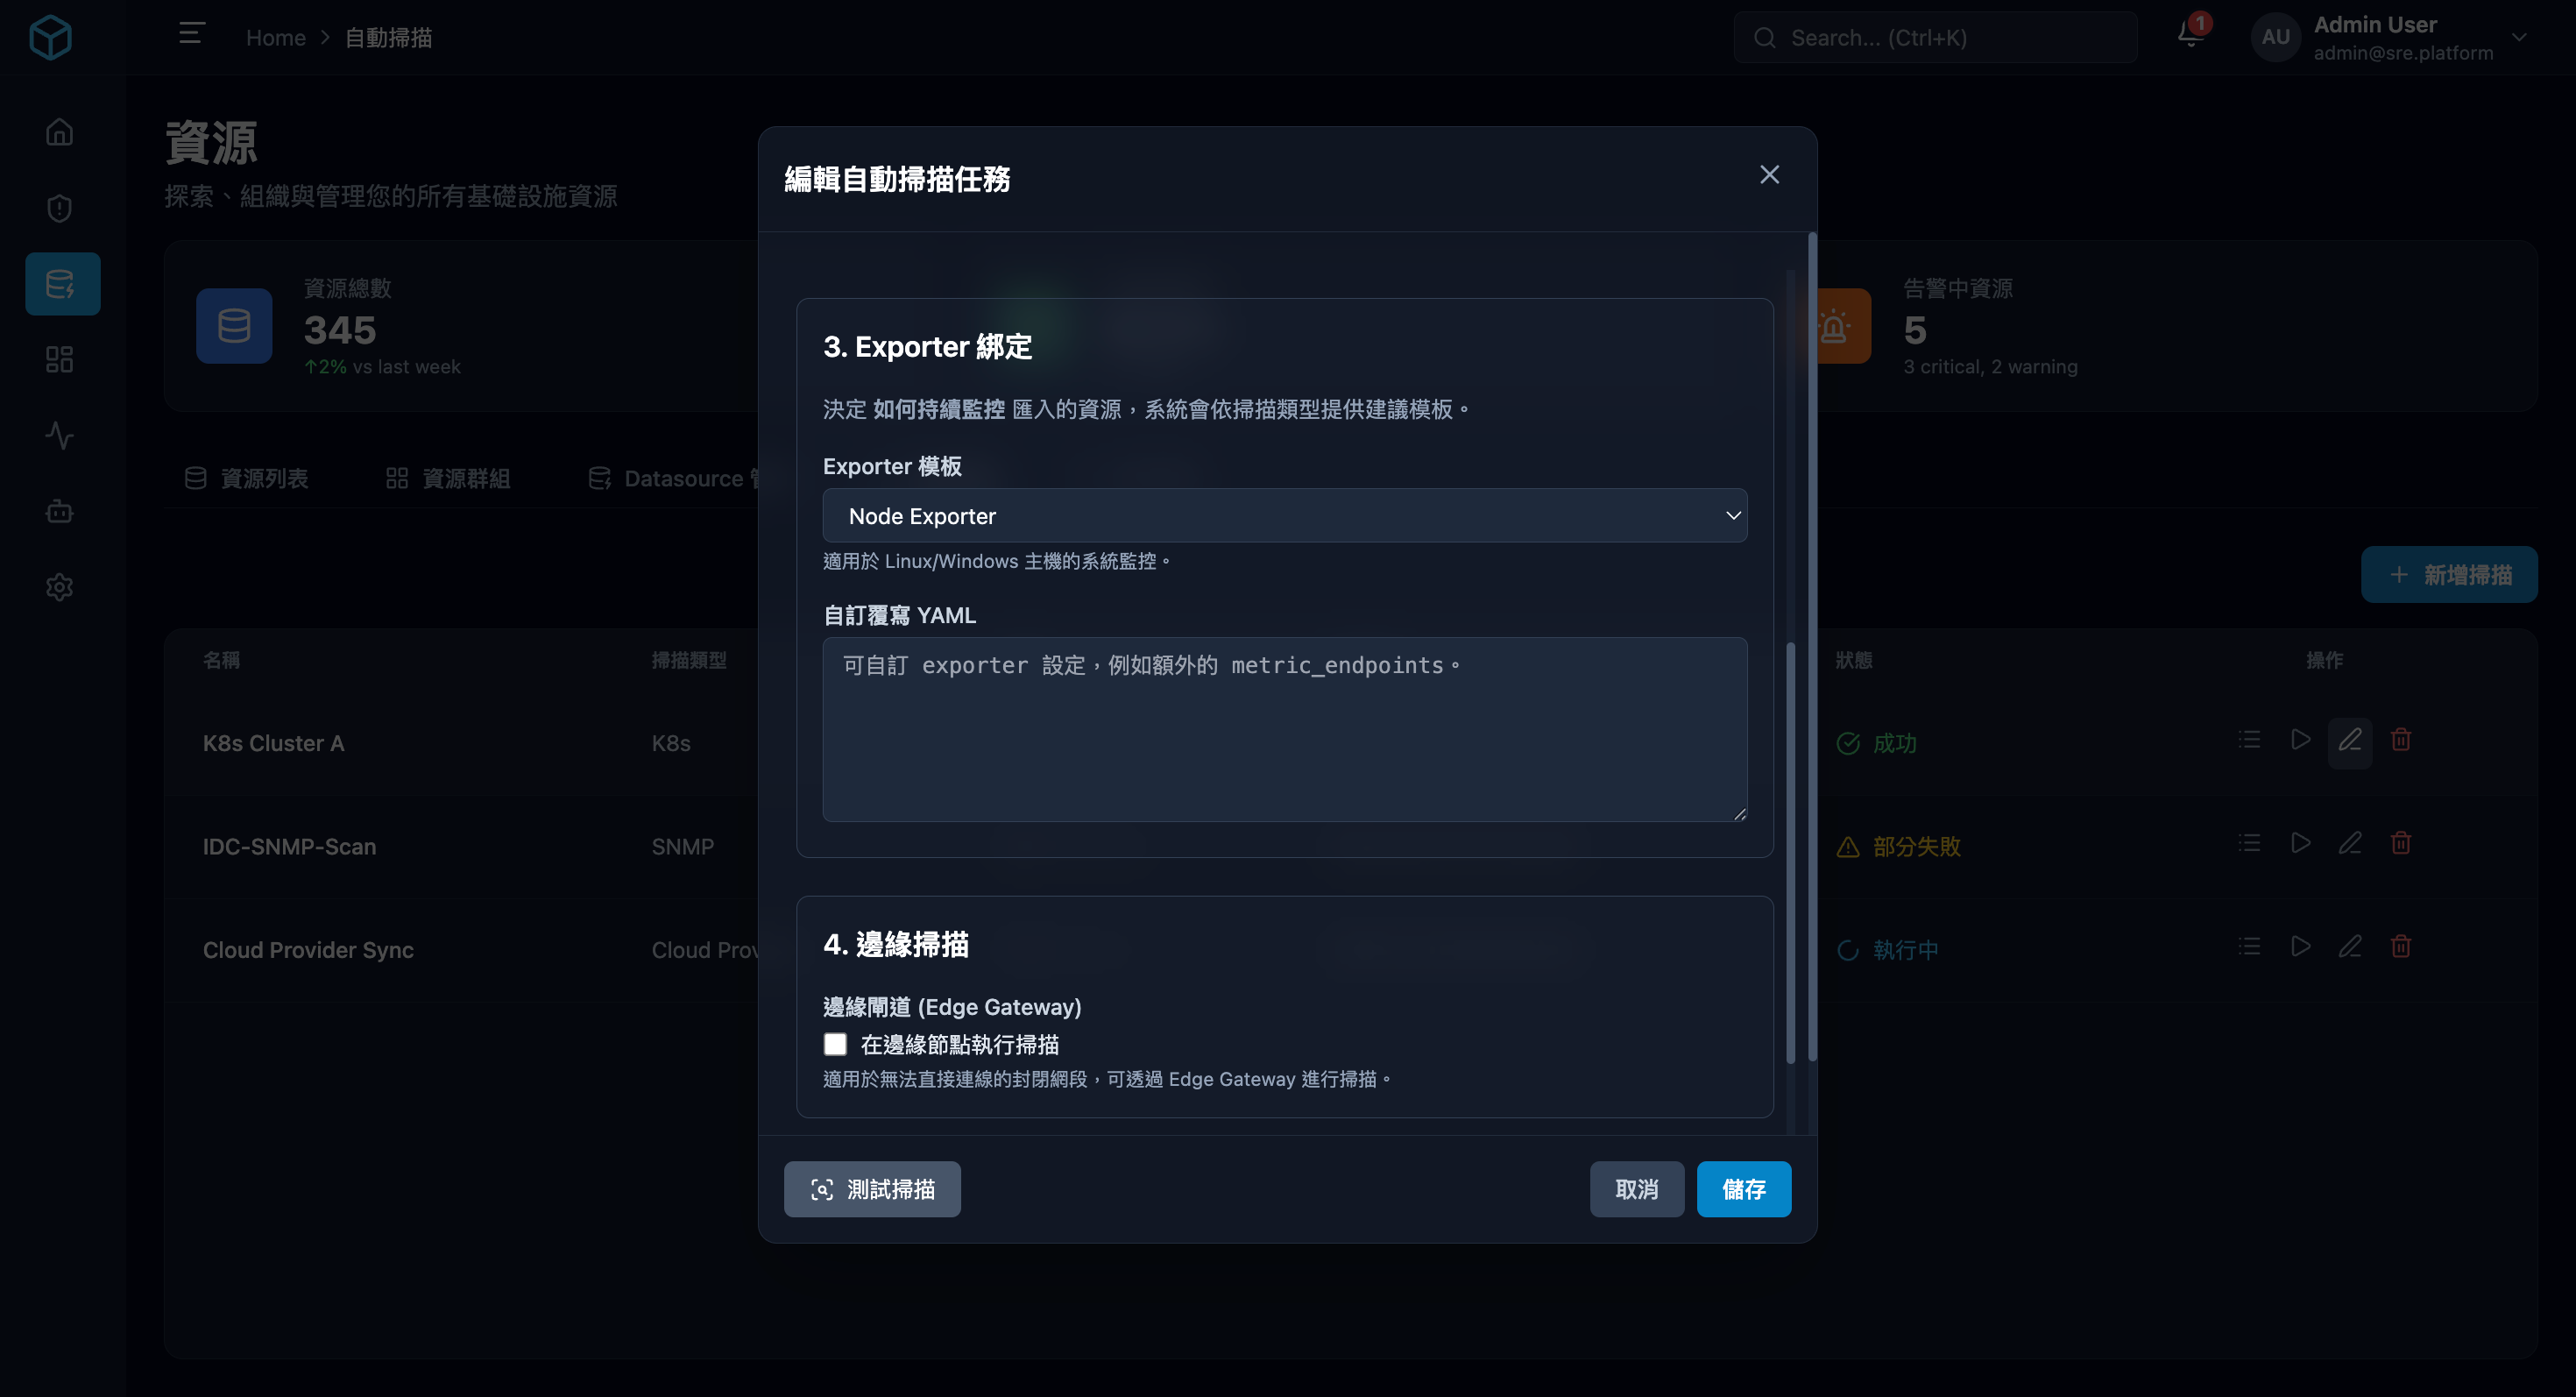 Home > 自動掃描
Search... (Ctrl+K)
1
AU
Admin User
admin@sre.platform
資源
探索、組織與管理您的所有基礎設施資源
資源總數
345
↑2% vs last week
告警中資源
5
3 critical, 2 warning
資源列表
資源群組
Datasource
+ 新增掃描
名稱
掃描類型
狀態
操作
K8s Cluster A
K8s
成功
IDC-SNMP-Scan
SNMP
部分失敗
Cloud Provider Sync
Cloud Prov
執行中
編輯自動掃描任務
3. Exporter 綁定
決定 如何持續監控 匯入的資源，系統會依掃描類型提供建議模板。
Exporter 模板
Node Exporter
適用於 Linux/Windows 主機的系統監控。
自訂覆寫 YAML
可自訂 exporter 設定，例如額外的 metric_endpoints。
4. 邊緣掃描
邊緣閘道 (Edge Gateway)
在邊緣節點執行掃描
適用於無法直接連線的封閉網段，可透過 Edge Gateway 進行掃描。
測試掃描
取消
儲存